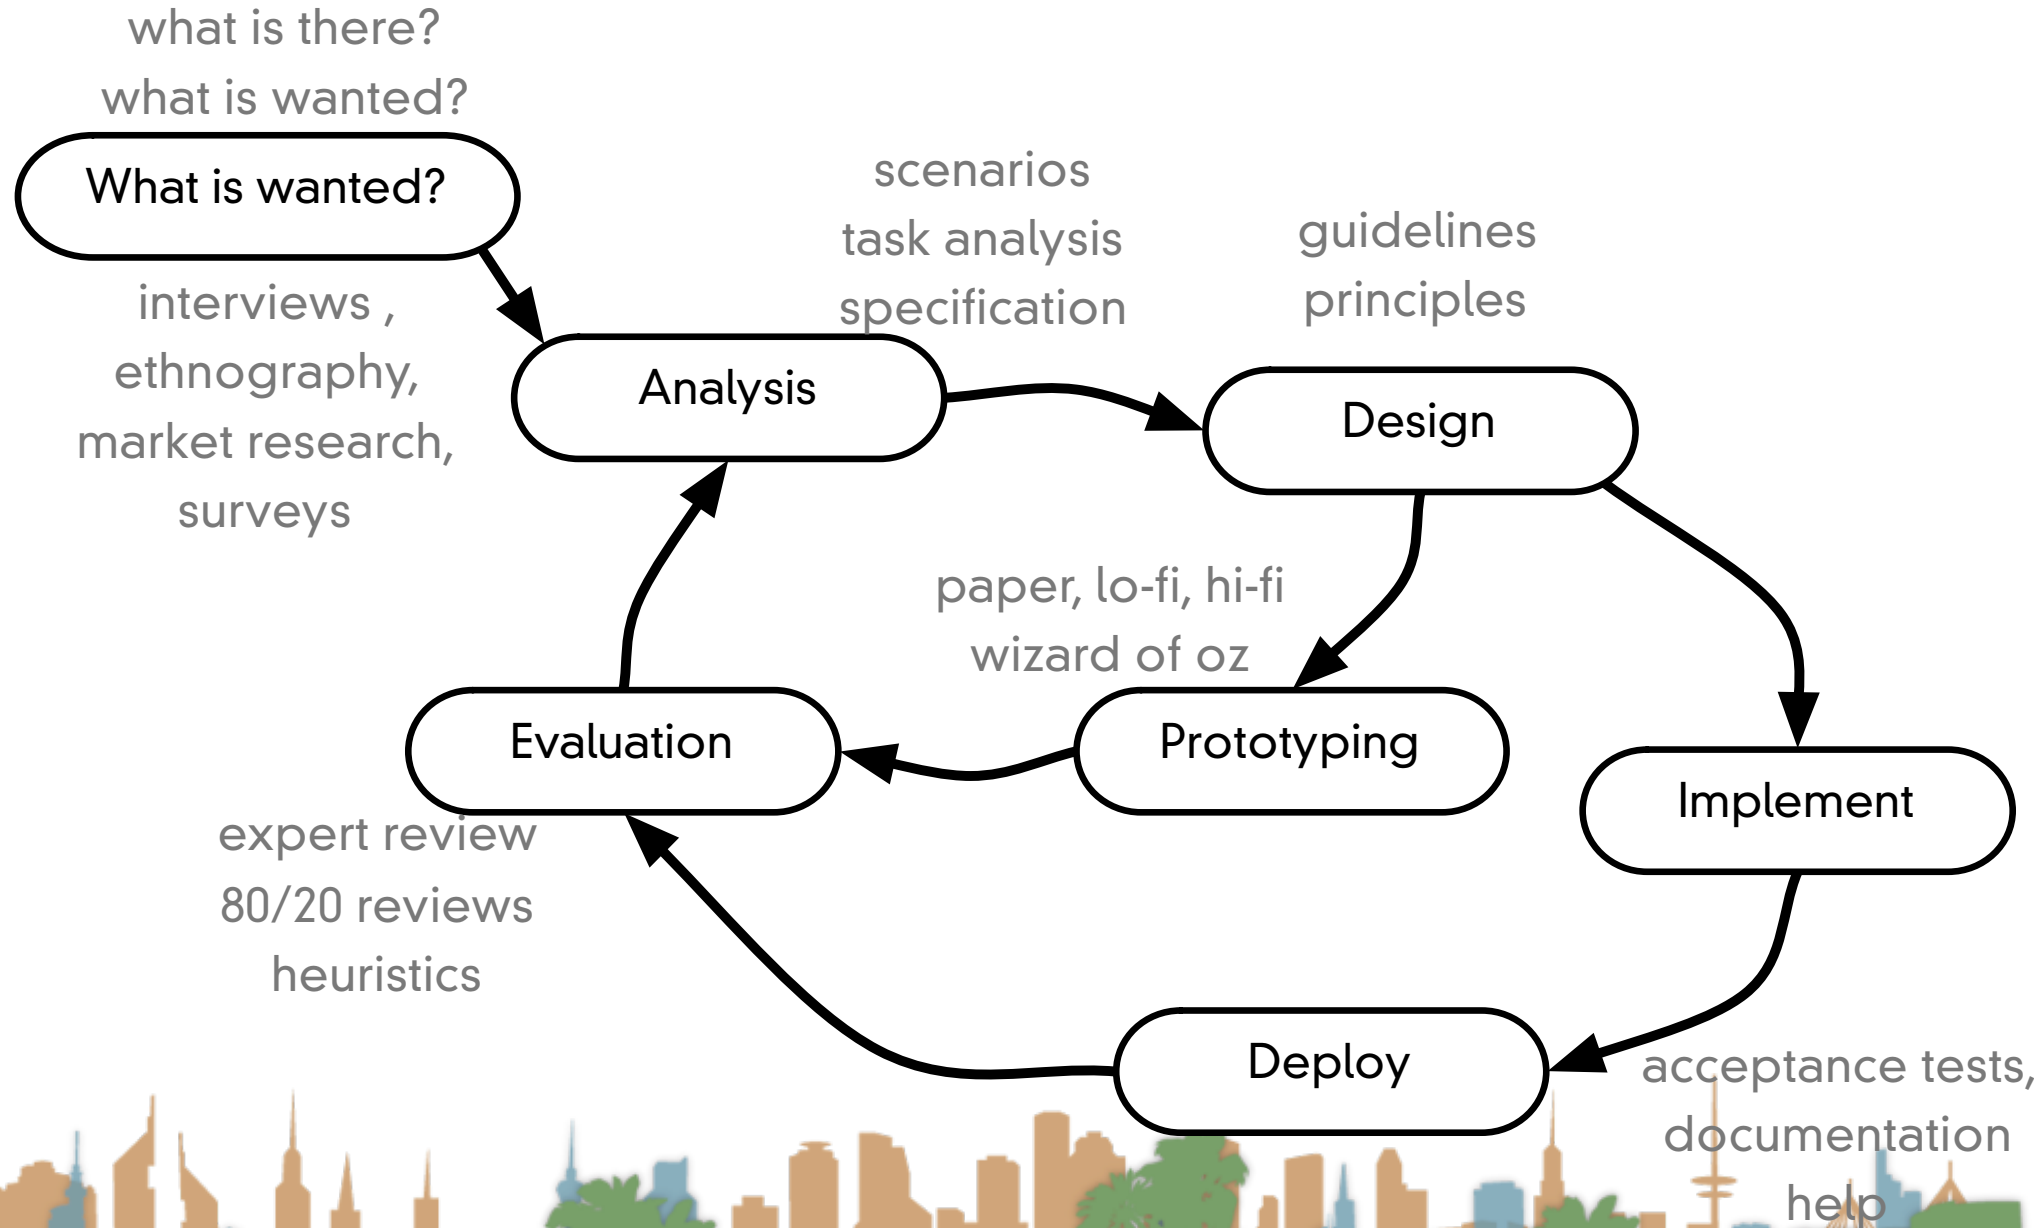 what is there?
what is wanted?
What is wanted?
interviews ,
ethnography,
market research,
surveys
scenarios
task analysis
specification
Analysis
guidelines
principles
Design
paper, lo-fi, hi-fi
wizard of oz
Evaluation
Prototyping
Implement
expert review
80/20 reviews
heuristics
Deploy
acceptance tests,
documentation
help